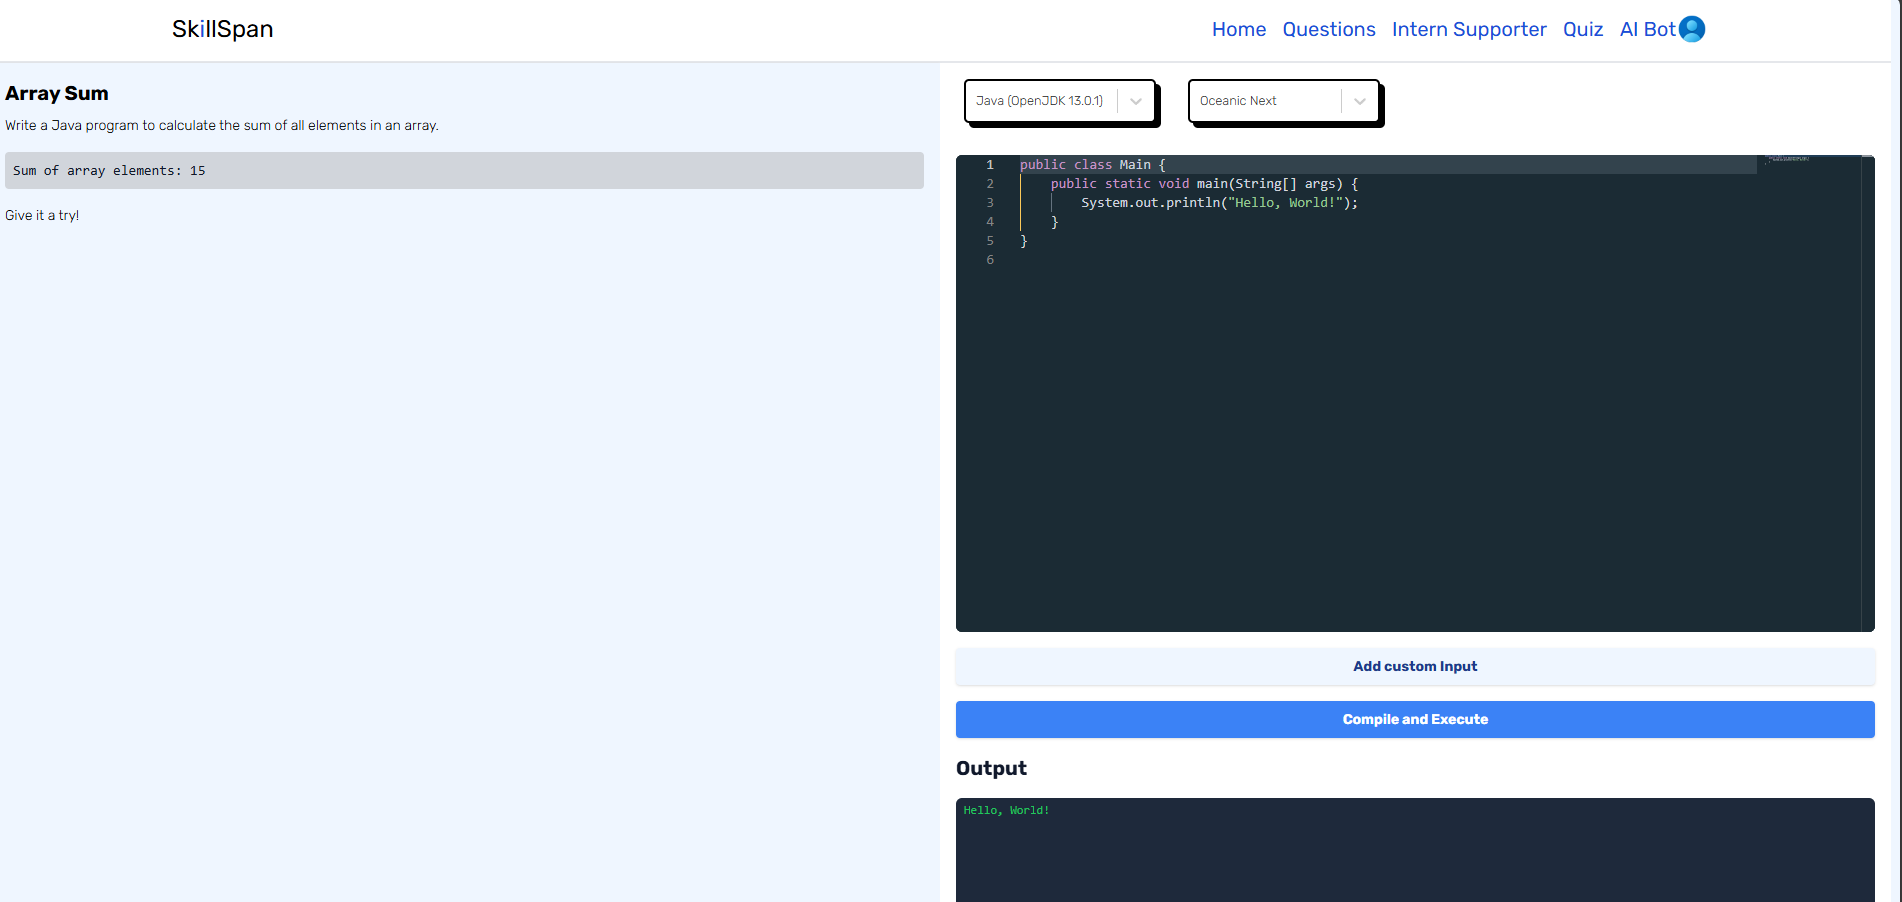 SkillSpan
Home Questions Intern Supporter Quiz AI Bot
Array Sum
Write a Java program to calculate the sum of all elements in an array.
Sum of array elements: 15
Give it a try!
Java (OpenJDK 13.0.1)
Oceanic Next
1 public class Main {
2 public static void main(String[] args) {
3 System.out.println("Hello, World!");
4 }
5 }
6
Add custom Input
Compile and Execute
Output
Hello, World!